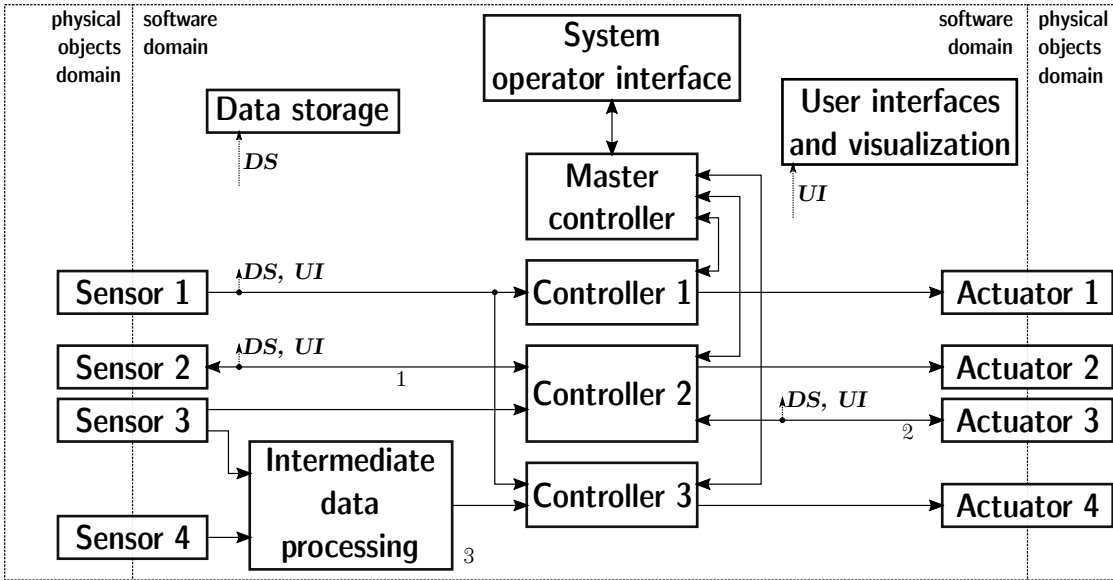 physical
objects
domain
software
domain
System
operator interface
software
domain
physical
objects
domain
Data storage
User interfaces
and visualization
DS
Master
controller
UI
DS, UI
Sensor 1
Controller 1
Actuator 1
DS, UI
Sensor 2
1
Controller 2
Actuator 2
Sensor 3
DS, UI
2
Actuator 3
Intermediate
data
processing
3
Controller 3
Actuator 4
Sensor 4